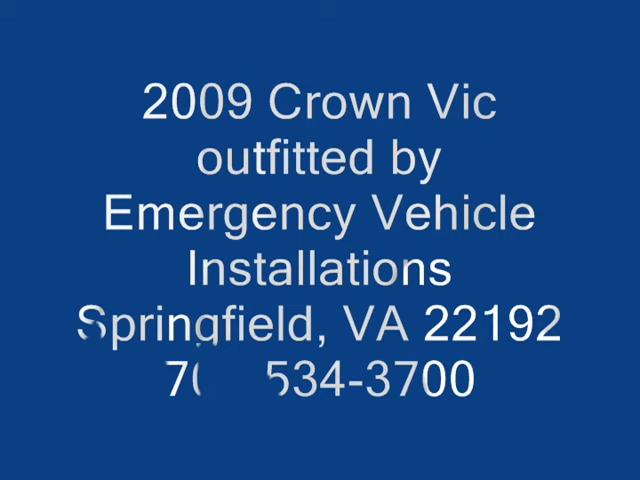 2009 Crown Vic
outfitted by
Emergency Vehicle
Installations
Springfield, VA 22192
534-3700